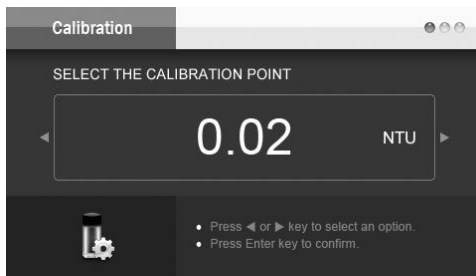 Calibration
SELECT THE CALIBRATION POINT
0.02 NTU
Press ◀ or ▶ key to select an option.
Press Enter key to confirm.